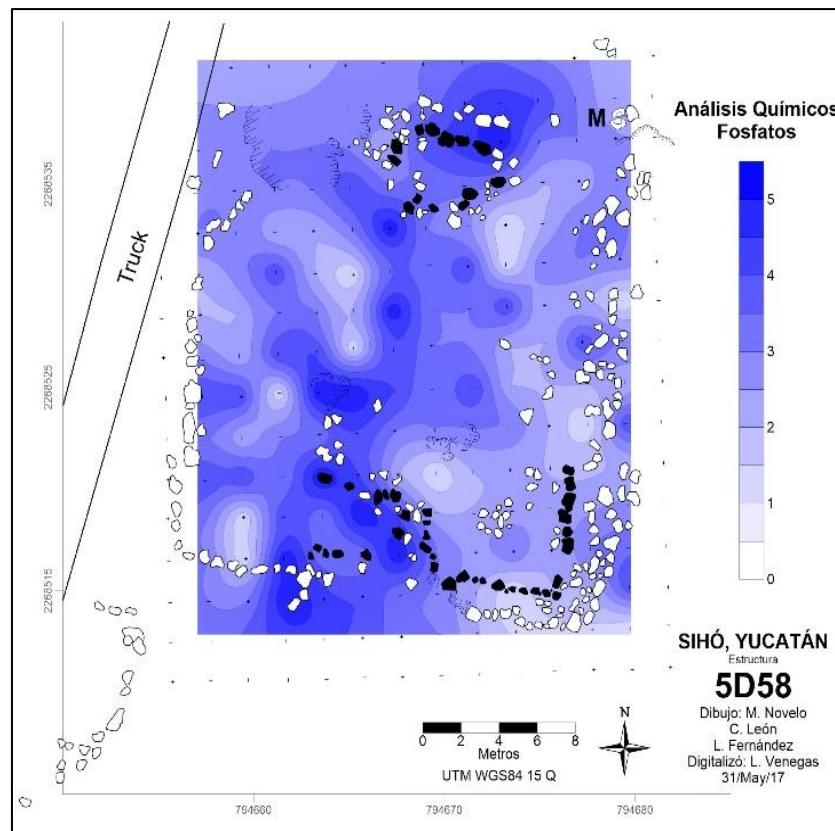 Truck
M
Análisis Químicos
Fosfatos
5
4
3
2
1
0
2268535
2268525
2268515
SIHÓ, YUCATÁN
Estructura
5D58
Dibujo: M. Novelo
C. León
L. Fernández
Digitalizó: L. Venegas
31/May/17
N
0 2 4 6 8
Metros
UTM WGS84 15 Q
794660 794670 794680